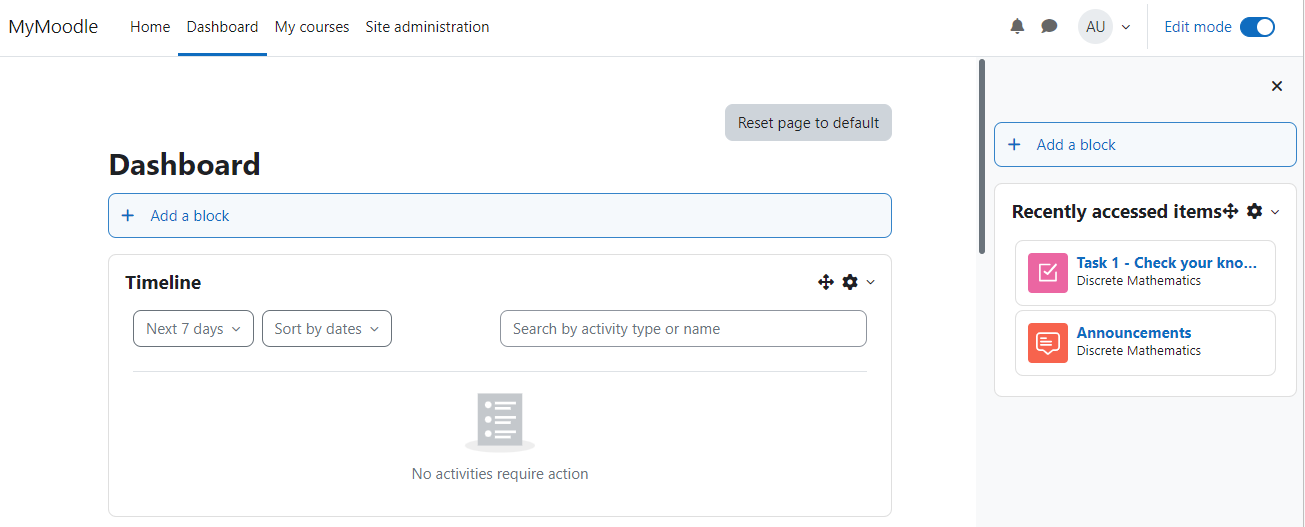 MyMoodle Home Dashboard My courses Site administration AU Edit mode
Reset page to default
Dashboard
+ Add a block
Timeline
Next 7 days Sort by dates Search by activity type or name
No activities require action
+ Add a block
Recently accessed items
Task 1 - Check your kno...
Discrete Mathematics
Announcements
Discrete Mathematics